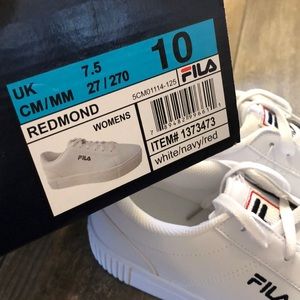 UK 7.5 10
CM/MM 27/270 FILA
REDMOND 5CM01114-125
WOMENS
FILA
ITEM# 1373473
white/navy/red
FILA